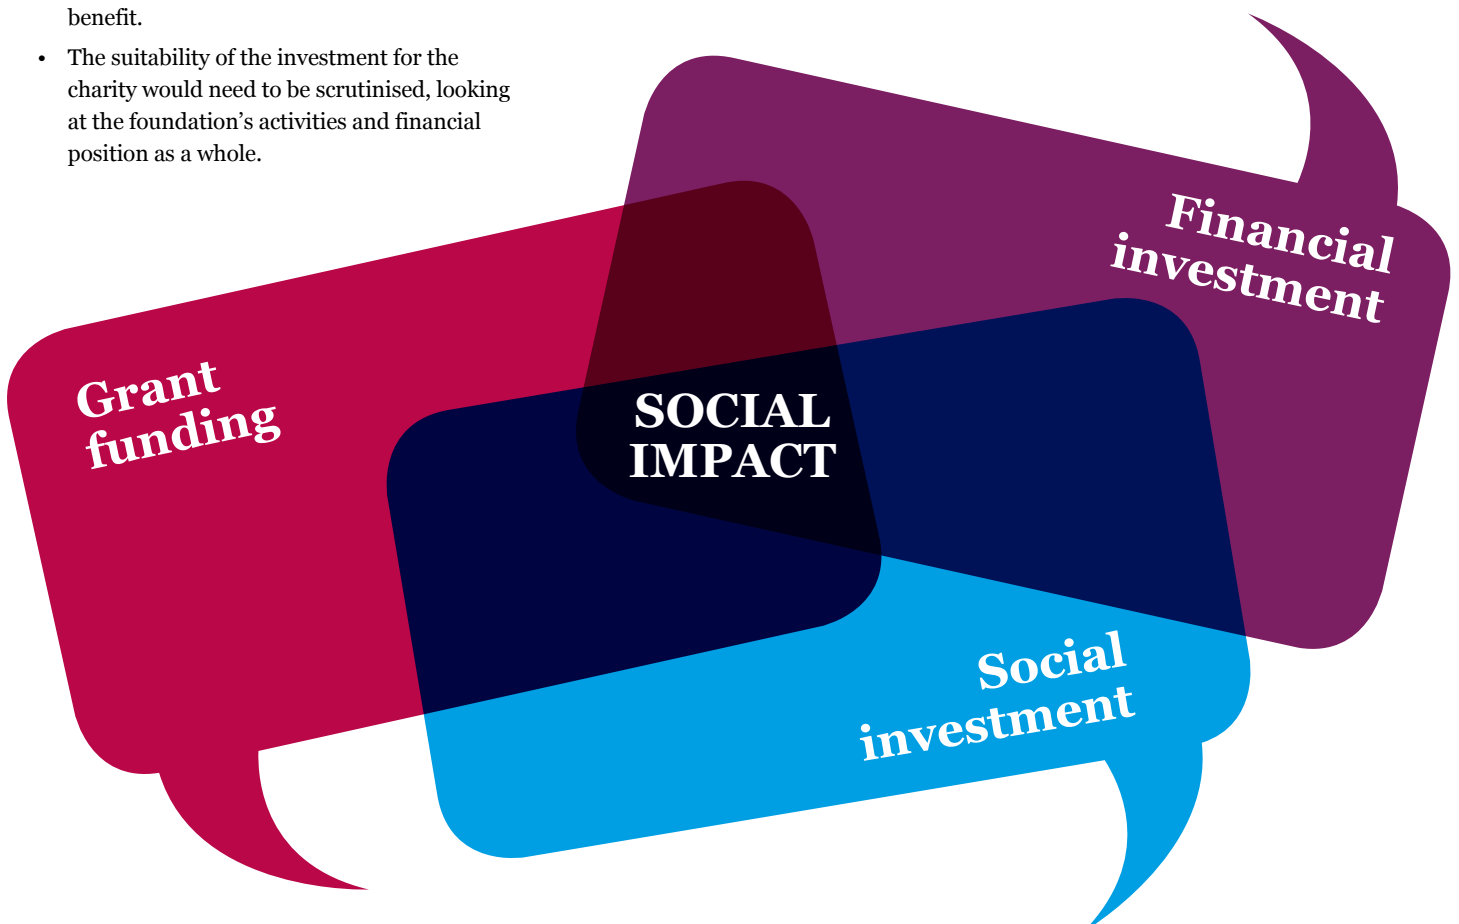 benefit.
• The suitability of the investment for the
charity would need to be scrutinised, looking
at the foundation’s activities and financial
position as a whole.
Financial
investment
Grant
funding
SOCIAL
IMPACT
Social
investment